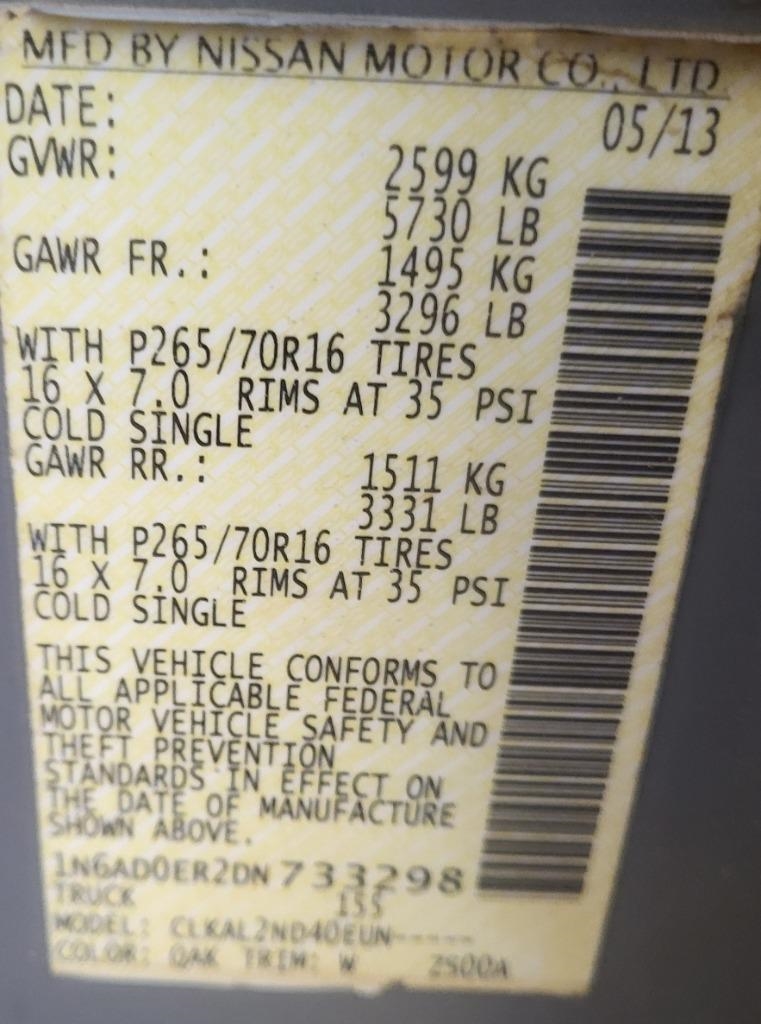 MFD BY NISSAN MOTOR CO., LTD.
DATE: 05/13
GVWR: 2599 KG
5730 LB
GAWR FR.: 1495 KG
3296 LB
WITH P265/70R16 TIRES
16 X 7.0 RIMS AT 35 PSI
COLD SINGLE
GAWR RR.: 1511 KG
3331 LB
WITH P265/70R16 TIRES
16 X 7.0 RIMS AT 35 PSI
COLD SINGLE
THIS VEHICLE CONFORMS TO
ALL APPLICABLE FEDERAL
MOTOR VEHICLE SAFETY AND
THEFT PREVENTION
STANDARDS IN EFFECT ON
THE DATE OF MANUFACTURE
SHOWN ABOVE.
1N6AD0ER2DN 733298
TRUCK 155
MODEL: CLKAL2ND40EUN-----
COLOR: QAK TRIM: W